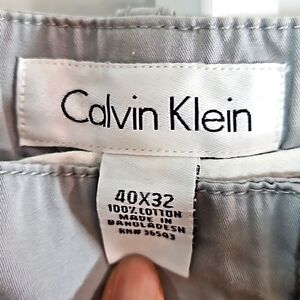 Calvin Klein
40X32
100% COTTON
MADE IN
BANGLADESH
RN# 36543